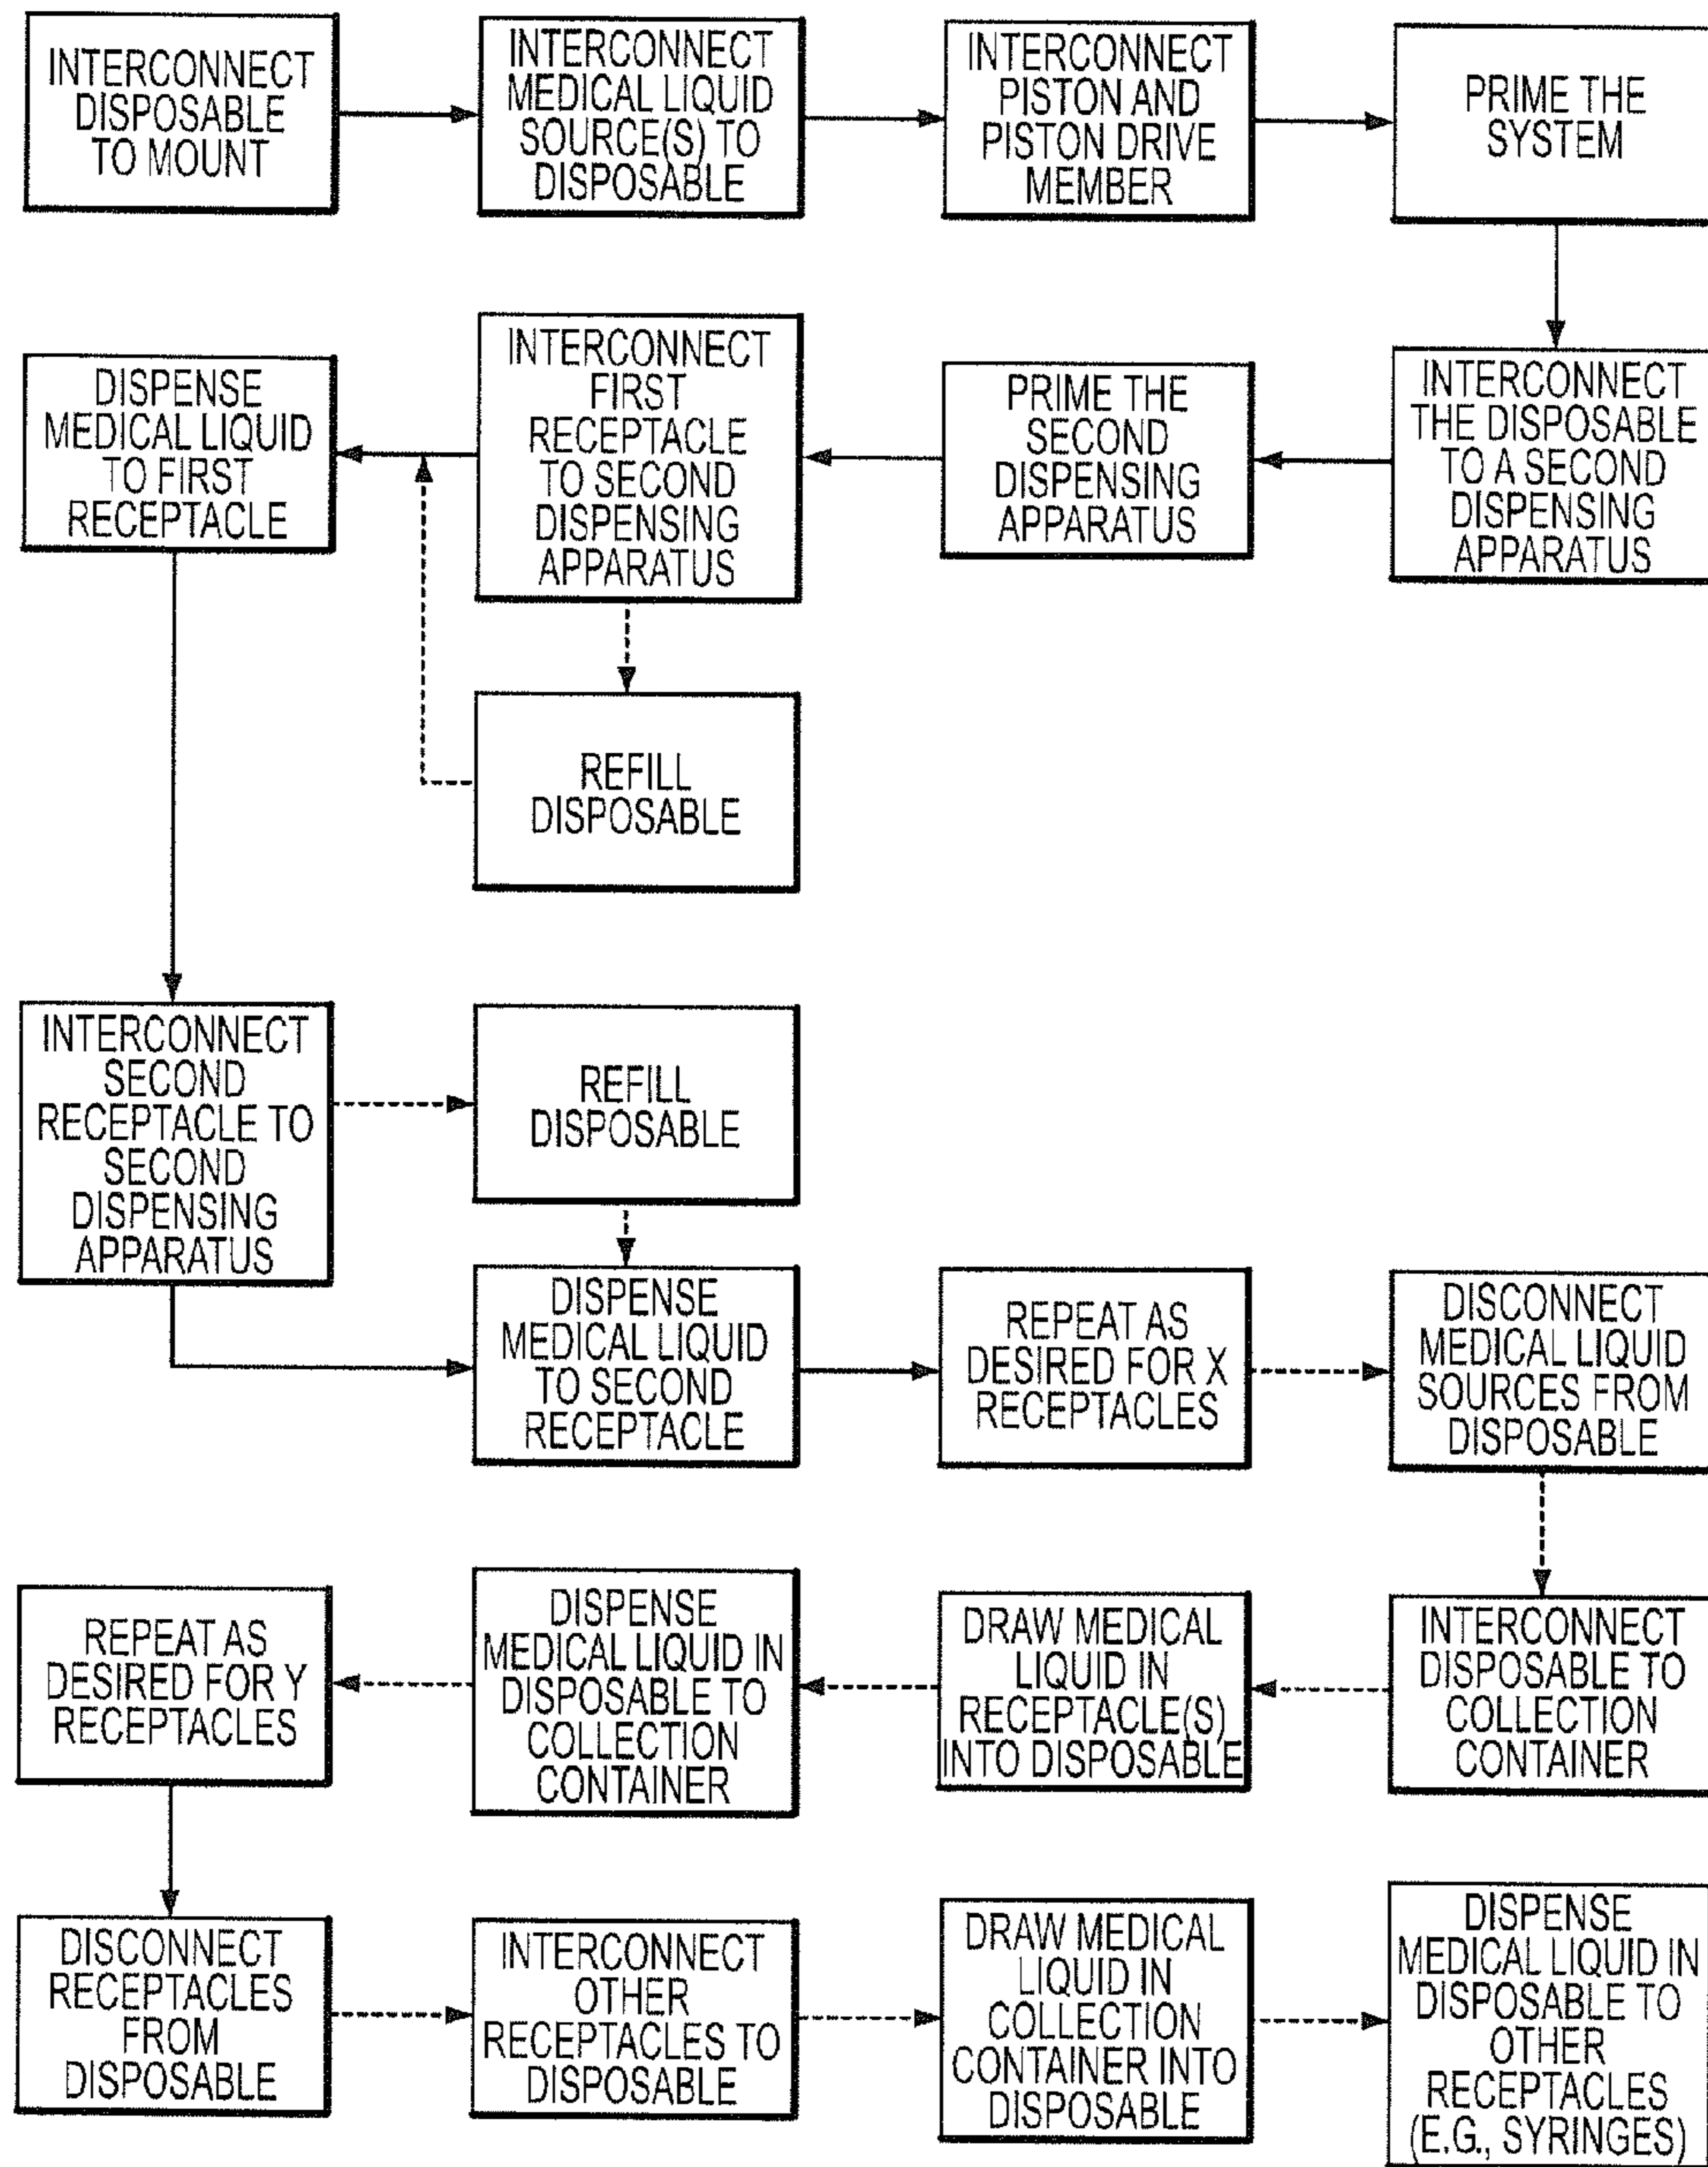 INTERCONNECT
DISPOSABLE
TO MOUNT
INTERCONNECT
MEDICAL LIQUID
SOURCE(S) TO
DISPOSABLE
INTERCONNECT
PISTON AND
PISTON DRIVE
MEMBER
PRIME THE
SYSTEM
INTERCONNECT
THE DISPOSABLE
TO A SECOND
DISPENSING
APPARATUS
PRIME THE
SECOND
DISPENSING
APPARATUS
INTERCONNECT
FIRST
RECEPTACLE
TO SECOND
DISPENSING
APPARATUS
DISPENSE
MEDICAL LIQUID
TO FIRST
RECEPTACLE
REFILL
DISPOSABLE
INTERCONNECT
SECOND
RECEPTACLE TO
SECOND
DISPENSING
APPARATUS
REFILL
DISPOSABLE
DISPENSE
MEDICAL LIQUID
TO SECOND
RECEPTACLE
REPEAT AS
DESIRED FOR X
RECEPTACLES
DISCONNECT
MEDICAL LIQUID
SOURCES FROM
DISPOSABLE
INTERCONNECT
DISPOSABLE TO
COLLECTION
CONTAINER
DRAW MEDICAL
LIQUID IN
RECEPTACLE(S)
INTO DISPOSABLE
DISPENSE
MEDICAL LIQUID IN
DISPOSABLE TO
COLLECTION
CONTAINER
REPEAT AS
DESIRED FOR Y
RECEPTACLES
DISCONNECT
RECEPTACLES
FROM
DISPOSABLE
INTERCONNECT
OTHER
RECEPTACLES TO
DISPOSABLE
DRAW MEDICAL
LIQUID IN
COLLECTION
CONTAINER INTO
DISPOSABLE
DISPENSE
MEDICAL LIQUID IN
DISPOSABLE TO
OTHER
RECEPTACLES
(E.G., SYRINGES)